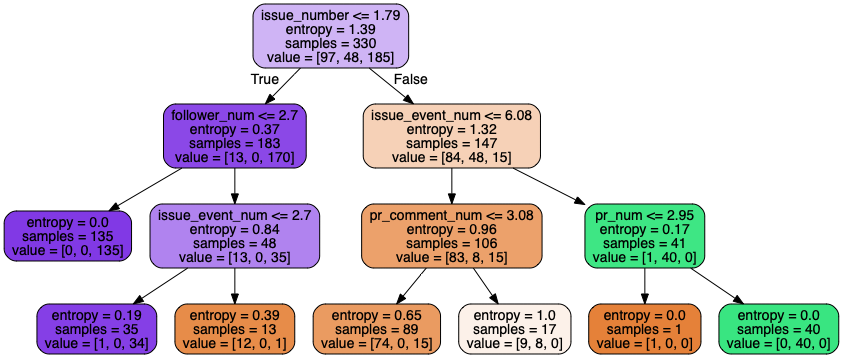 issue_number <= 1.79
entropy = 1.39
samples = 330
value = [97, 48, 185]
True
False
follower_num <= 2.7
entropy = 0.37
samples = 183
value = [13, 0, 170]
issue_event_num <= 6.08
entropy = 1.32
samples = 147
value = [84, 48, 15]
entropy = 0.0
samples = 135
value = [0, 0, 135]
issue_event_num <= 2.7
entropy = 0.84
samples = 48
value = [13, 0, 35]
pr_comment_num <= 3.08
entropy = 0.96
samples = 106
value = [83, 8, 15]
pr_num <= 2.95
entropy = 0.17
samples = 41
value = [1, 40, 0]
entropy = 0.19
samples = 35
value = [1, 0, 34]
entropy = 0.39
samples = 13
value = [12, 0, 1]
entropy = 0.65
samples = 89
value = [74, 0, 15]
entropy = 1.0
samples = 17
value = [9, 8, 0]
entropy = 0.0
samples = 1
value = [1, 0, 0]
entropy = 0.0
samples = 40
value = [0, 40, 0]